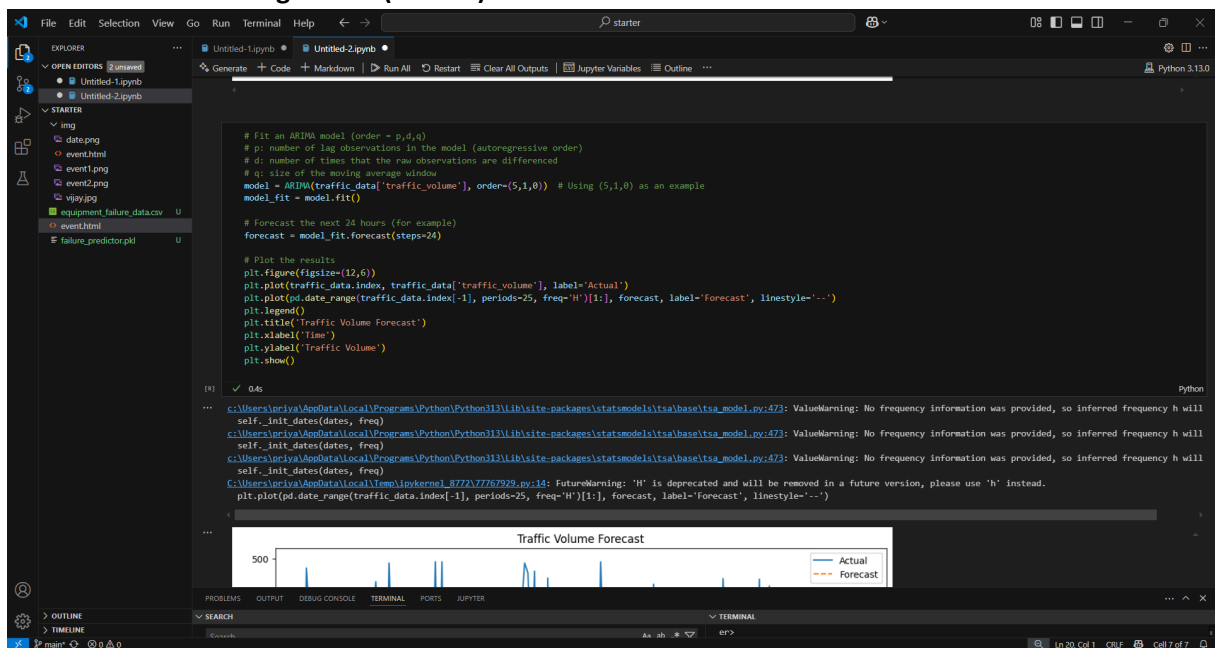 File Edit Selection View Go Run Terminal Help
starter
EXPLORER
OPEN EDITORS 2 unsaved
Untitled-1.ipynb
Untitled-2.ipynb
STARTER
img
date.png
event.html
event1.png
event2.png
vijay.jpg
equipment_failure_data.csv U
event.html
failure_predictor.pkl U
OUTLINE
TIMELINE
Untitled-1.ipynb Untitled-2.ipynb
Generate + Code + Markdown | Run All Restart Clear All Outputs | Jupyter Variables Outline ...
Python 3.13.0
# Fit an ARIMA model (order = p,d,q)
# p: number of lag observations in the model (autoregressive order)
# d: number of times that the raw observations are differenced
# q: size of the moving average window
model = ARIMA(traffic_data['traffic_volume'], order=(5,1,0)) # Using (5,1,0) as an example
model_fit = model.fit()
# Forecast the next 24 hours (for example)
forecast = model_fit.forecast(steps=24)
# Plot the results
plt.figure(figsize=(12,6))
plt.plot(traffic_data.index, traffic_data['traffic_volume'], label='Actual')
plt.plot(pd.date_range(traffic_data.index[-1], periods=25, freq='H')[1:], forecast, label='Forecast', linestyle='--')
plt.legend()
plt.title('Traffic Volume Forecast')
plt.xlabel('Time')
plt.ylabel('Traffic Volume')
plt.show()
[8] ✓ 0.4s Python
... c:\Users\priya\AppData\Local\Programs\Python\Python313\Lib\site-packages\statsmodels\tsa\base\tsa_model.py:473: ValueWarning: No frequency information was provided, so inferred frequency h will
self._init_dates(dates, freq)
c:\Users\priya\AppData\Local\Programs\Python\Python313\Lib\site-packages\statsmodels\tsa\base\tsa_model.py:473: ValueWarning: No frequency information was provided, so inferred frequency h will
self._init_dates(dates, freq)
c:\Users\priya\AppData\Local\Programs\Python\Python313\Lib\site-packages\statsmodels\tsa\base\tsa_model.py:473: ValueWarning: No frequency information was provided, so inferred frequency h will
self._init_dates(dates, freq)
C:\Users\priya\AppData\Local\Temp\ipykernel_8772\77767929.py:14: FutureWarning: 'H' is deprecated and will be removed in a future version, please use 'h' instead.
plt.plot(pd.date_range(traffic_data.index[-1], periods=25, freq='H')[1:], forecast, label='Forecast', linestyle='--')
Traffic Volume Forecast
500
Actual
Forecast
PROBLEMS OUTPUT DEBUG CONSOLE TERMINAL PORTS JUPYTER
SEARCH
Search Aa ab .*
TERMINAL
er>
main* 0 0 Ln 20, Col 1 CRLF Cell 7 of 7